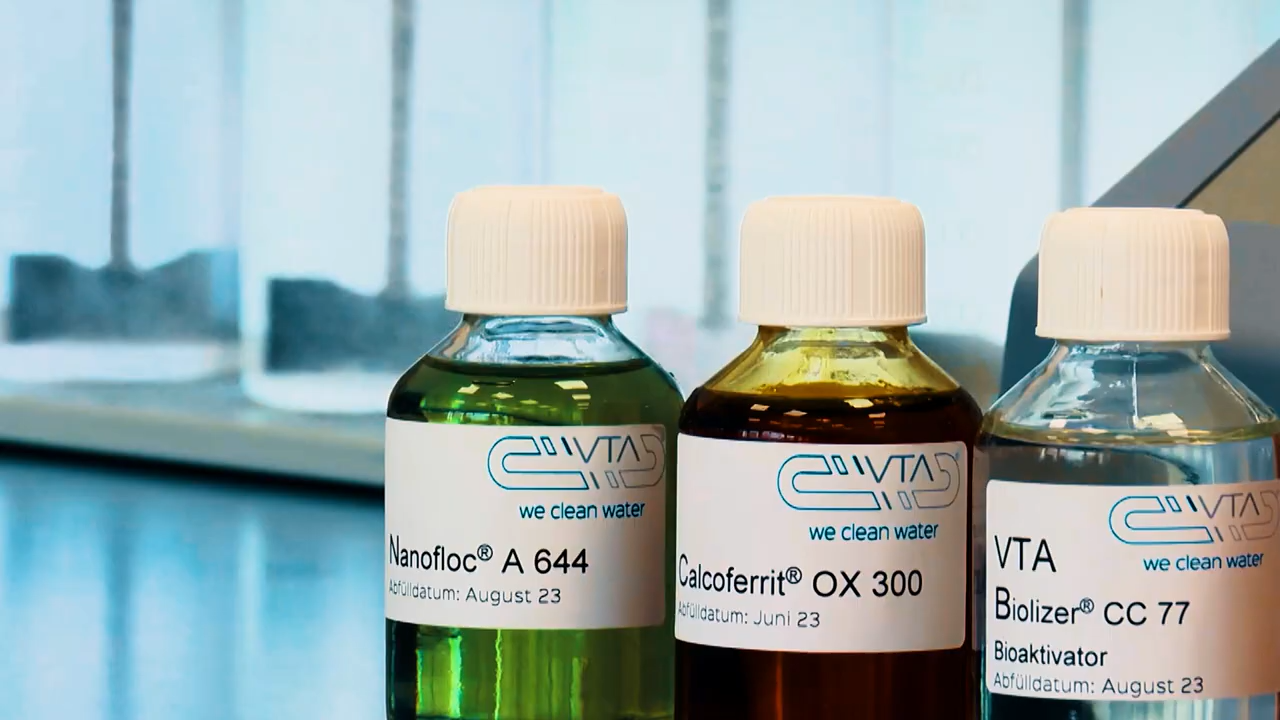 VTA
we clean water
Nanofloc® A 644
Abfülldatum: August 23
VTA®
we clean water
Calcoferrit® OX 300
Abfülldatum: Juni 23
VTA
we clean water
VTA
Biolizer® CC 77
Bioaktivator
Abfülldatum: August 23